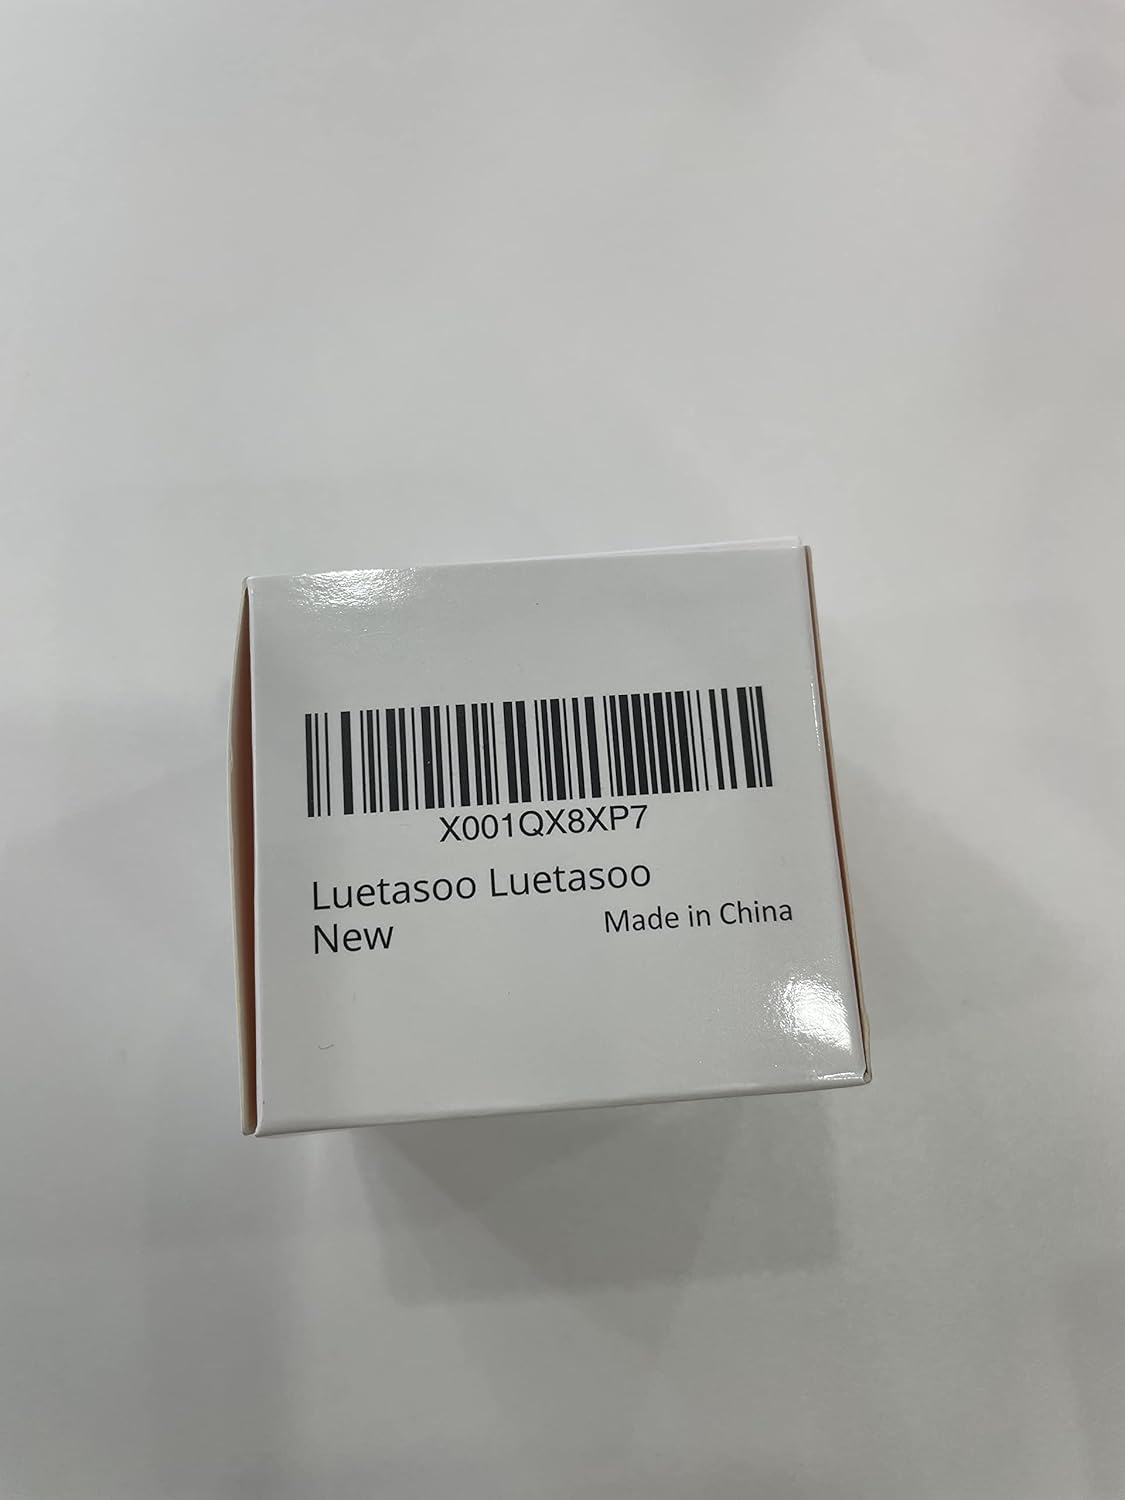 X001QX8XP7
Luetasoo Luetasoo
New
Made in China